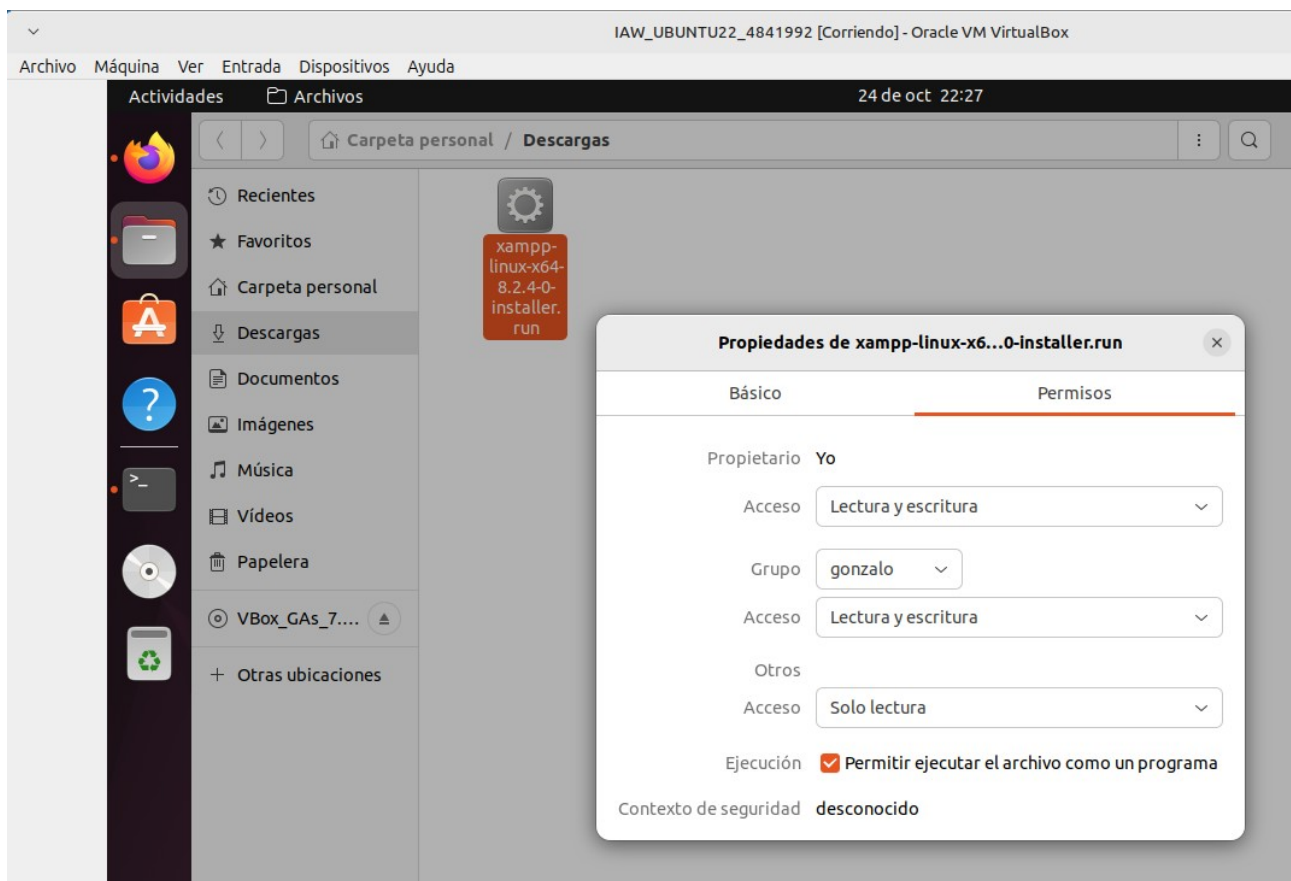 IAW_UBUNTU22_4841992 [Corriendo] - Oracle VM VirtualBox
Archivo Máquina Ver Entrada Dispositivos Ayuda
Actividades Archivos 24 de oct 22:27
Carpeta personal / Descargas
Recientes
Favoritos
Carpeta personal
Descargas
Documentos
Imágenes
Música
Vídeos
Papelera
VBox_GAs_7....
+ Otras ubicaciones
xampp-
linux-x64-
8.2.4-0-
installer.
run
Propiedades de xampp-linux-x6...0-installer.run
Básico Permisos
Propietario Yo
Acceso Lectura y escritura
Grupo gonzalo
Acceso Lectura y escritura
Otros
Acceso Solo lectura
Ejecución Permitir ejecutar el archivo como un programa
Contexto de seguridad desconocido